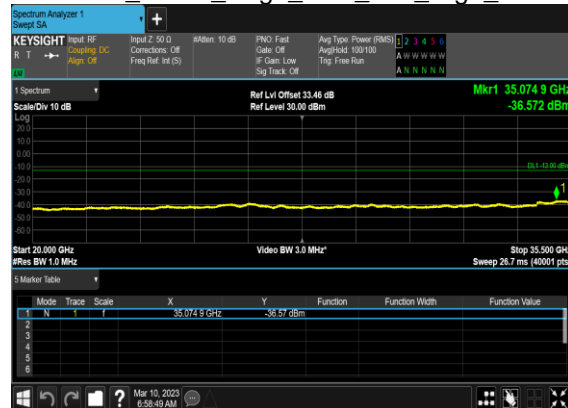 Spectrum Analyzer 1
Swept SA
+
KEYSIGHT Input: RF Input Z: 50 Ω #Atten: 10 dB PNO: Fast Avg Type: Power (RMS) 1 2 3 4 5 6
R T Coupling: DC Corrections: Off Gate: Off Avg|Hold: 100/100 A W W W W W
Align: Off Freq Ref: Int (S) IF Gain: Low Trig: Free Run
LW Sig Track: Off A N N N N N
1 Spectrum Ref Lvl Offset 33.46 dB Mkr1 35.074 9 GHz
Scale/Div 10 dB Ref Level 30.00 dBm -36.572 dBm
Log
20.0
10.0
0.00
-10.0 DL1 -13.00 dBm
-20.0
-30.0 1
-40.0
-50.0
-60.0
Start 20.000 GHz Video BW 3.0 MHz* Stop 35.500 GHz
#Res BW 1.0 MHz Sweep 26.7 ms (40001 pts)
5 Marker Table
Mode Trace Scale X Y Function Function Width Function Value
1 N 1 f 35.074 9 GHz -36.57 dBm
2
3
4
5
6
? Mar 10, 2023
6:58:49 AM